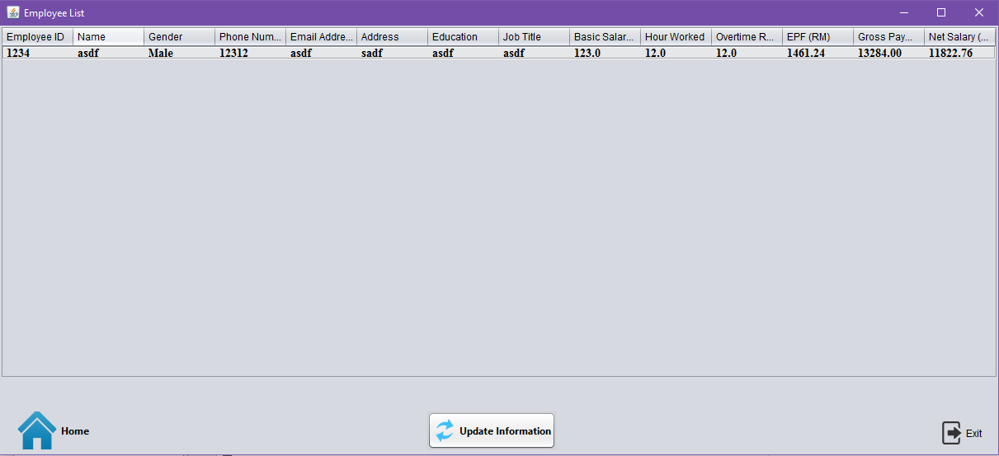 Employee List
Employee ID Name Gender Phone Num... Email Addre... Address Education Job Title Basic Salar... Hour Worked Overtime R... EPF (RM) Gross Pay... Net Salary (...
1234 asdf Male 12312 asdf sadf asdf asdf 123.0 12.0 12.0 1461.24 13284.00 11822.76
Home Update Information Exit